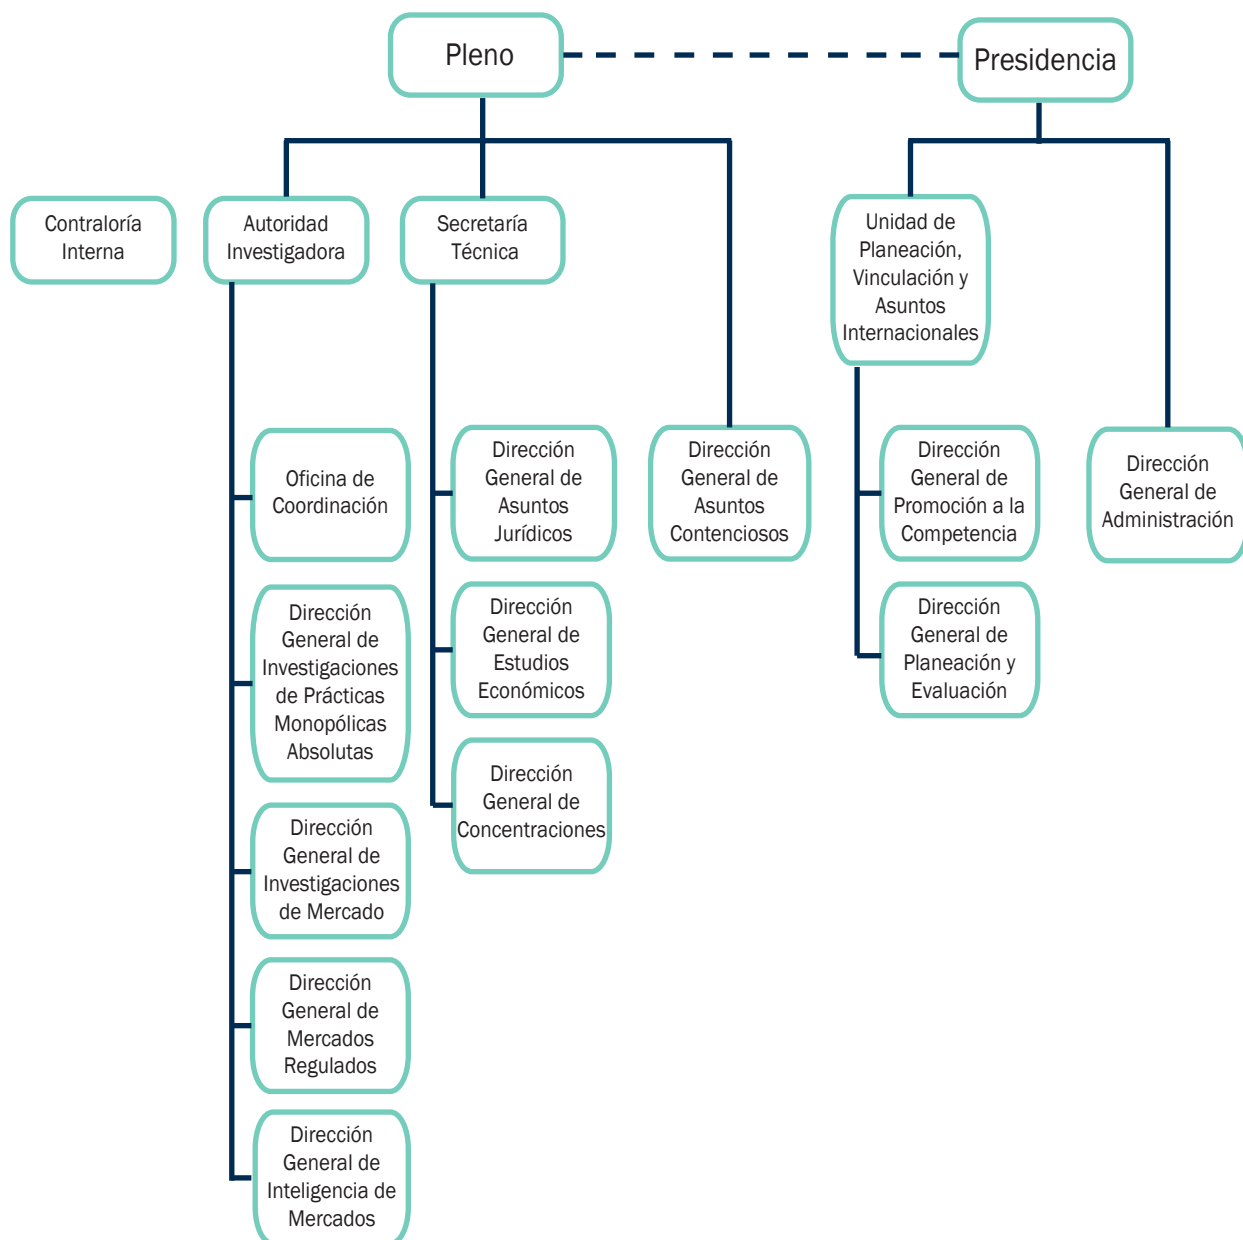 Pleno
Presidencia
Contraloría
Interna
Autoridad
Investigadora
Secretaría
Técnica
Unidad de
Planeación,
Vinculación y
Asuntos
Internacionales
Oficina de
Coordinación
Dirección
General de
Asuntos
Jurídicos
Dirección
General de
Asuntos
Contenciosos
Dirección
General de
Promoción a la
Competencia
Dirección
General de
Administración
Dirección
General de
Investigaciones
de Prácticas
Monopólicas
Absolutas
Dirección
General de
Estudios
Económicos
Dirección
General de
Planeación y
Evaluación
Dirección
General de
Concentraciones
Dirección
General de
Investigaciones
de Mercado
Dirección
General de
Mercados
Regulados
Dirección
General de
Inteligencia de
Mercados